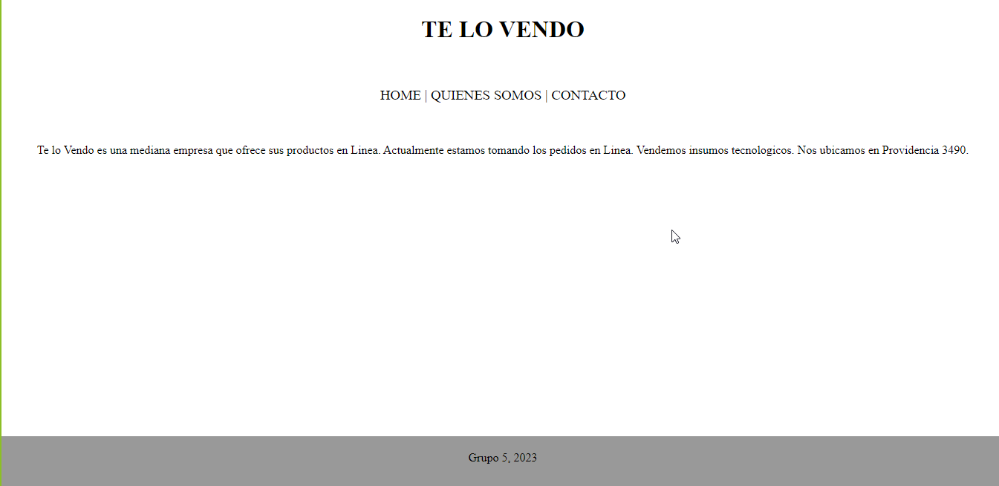 TE LO VENDO
HOME | QUIENES SOMOS | CONTACTO
Te lo Vendo es una mediana empresa que ofrece sus productos en Linea. Actualmente estamos tomando los pedidos en Linea. Vendemos insumos tecnologicos. Nos ubicamos en Providencia 3490.
Grupo 5, 2023